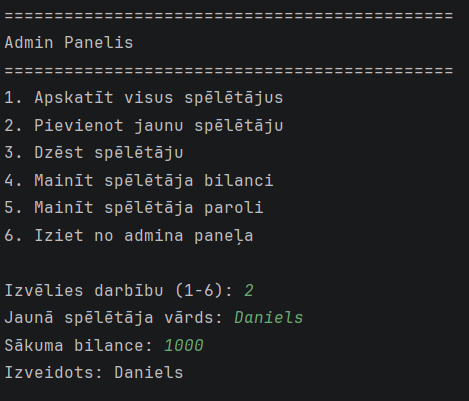 =============================================
Admin Panelis
=============================================
1. Apskatīt visus spēlētājus
2. Pievienot jaunu spēlētāju
3. Dzēst spēlētāju
4. Mainīt spēlētāja bilanci
5. Mainīt spēlētāja paroli
6. Iziet no admina paneļa
Izvēlies darbību (1-6): 2
Jaunā spēlētāja vārds: Daniels
Sākuma bilance: 1000
Izveidots: Daniels